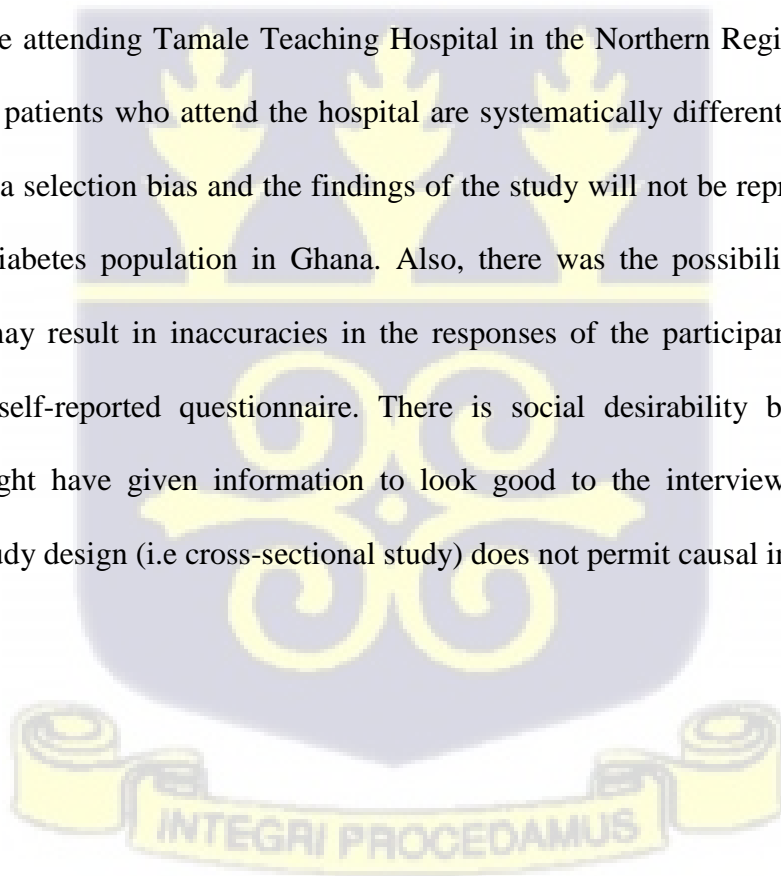 e attending Tamale Teaching Hospital in the Northern Regi
patients who attend the hospital are systematically different
a selection bias and the findings of the study will not be repr
iabetes population in Ghana. Also, there was the possibili
may result in inaccuracies in the responses of the participan
self-reported questionnaire. There is social desirability b
ght have given information to look good to the interview
udy design (i.e cross-sectional study) does not permit causal in
INTEGRI PROCEDAMUS